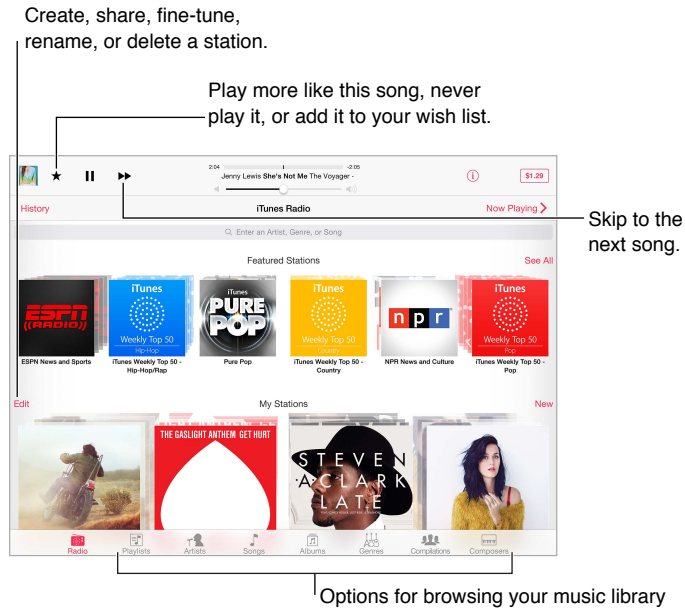 Create, share, fine-tune,
rename, or delete a station.
Play more like this song, never
play it, or add it to your wish list.
2:04 -2:05
Jenny Lewis She's Not Me The Voyager -
$1.29
History iTunes Radio Now Playing
Skip to the
next song.
Enter an Artist, Genre, or Song
Featured Stations See All
ESPN
((RADIO))
iTunes
Weekly Top 50
Hip-Hop
iTunes
PURE
POP
iTunes
Weekly Top 50
Country
npr
iTunes
Weekly Top 50
Pop
ESPN News and Sports
iTunes Weekly Top 50 -
Hip-Hop/Rap
Pure Pop
iTunes Weekly Top 50 -
Country
NPR News and Culture
iTunes Weekly Top 50 -
Pop
Edit My Stations New
THE GASLIGHT ANTHEM GET HURT
STEVEN
A CLARK
LATE
Radio Playlists Artists Songs Albums Genres Compilations Composers
Options for browsing your music library